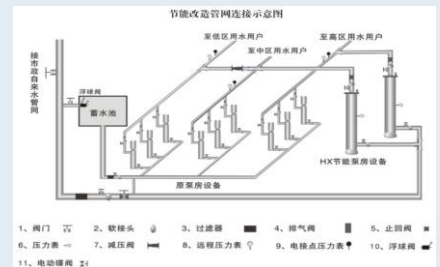 节能改造管网连接示意图
至低区用水用户
至中区用水用户
至高区用水用户
接市政自来水管网
浮球阀
蓄水池
HX节能泵房设备
原泵房设备
1、阀门 2、软接头 3、过滤器 4、排气阀 5、止回阀
6、压力表 7、减压阀 8、远程压力表 9、电接点压力表 10、浮球阀
11、电动碟阀